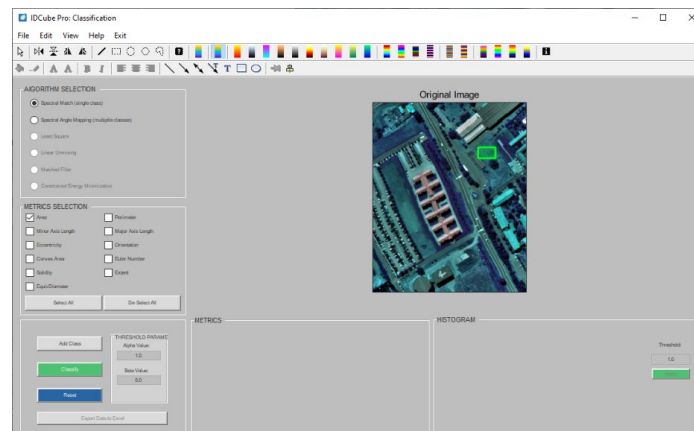 IDCube Pro: Classification
File Edit View Help Exit
A A B I T
ALGORITHM SELECTION
Spectral Match (single class)
Spectral Angle Mapping (multiple classes)
Least Square
Linear Unmixing
Matched Filter
Constrained Energy Minimization
Original Image
METRICS SELECTION
Area Perimeter
Minor Axis Length Major Axis Length
Eccentricity Orientation
Convex Area Euler Number
Solidity Extent
EquivDiameter
Select All De-Select All
Add Class
Classify
Reset
Export Data to Excel
THRESHOLD PARAME
Alpha Value:
1.0
Beta Value:
5.0
METRICS
HISTOGRAM
Threshold
1.0